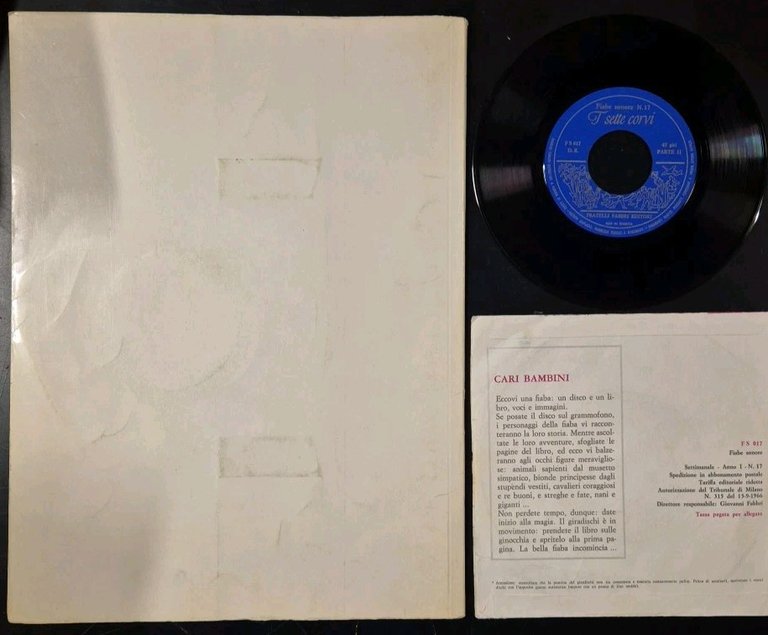 Fiabe sonore N.17
I sette corvi
FS 017
D.R.
45 giri
PARTE II
FRATELLI FABBRI EDITORI
CARI BAMBINI
Eccovi una fiaba: un disco e un li-
bro, voci e immagini.
Se posate il disco sul grammofono,
i personaggi della fiaba vi raccon-
teranno la loro storia. Mentre ascol-
tate le loro avventure, sfogliate le
pagine del libro, ed ecco vi balze-
ranno agli occhi figure meraviglio-
se: animali sapienti dal musetto
simpatico, bionde principesse dagli
stupendi vestiti, cavalieri coraggiosi
e re buoni, e streghe e fate, nani e
giganti ...
Non perdete tempo, dunque: date
inizio alla magia. Il giradischi è in
movimento: prendete il libro sulle
ginocchia e apritelo alla prima pa-
gina. La bella fiaba incomincia ...
FS 017
Fiabe sonore
Settimanale - Anno I - N. 17
Spedizione in abbonamento postale
Tariffa editoriale ridotta
Autorizzazione del Tribunale di Milano
N. 315 del 15-9-1966
Direttore responsabile: Giovanni Fabbri
Tassa pagata per allegato